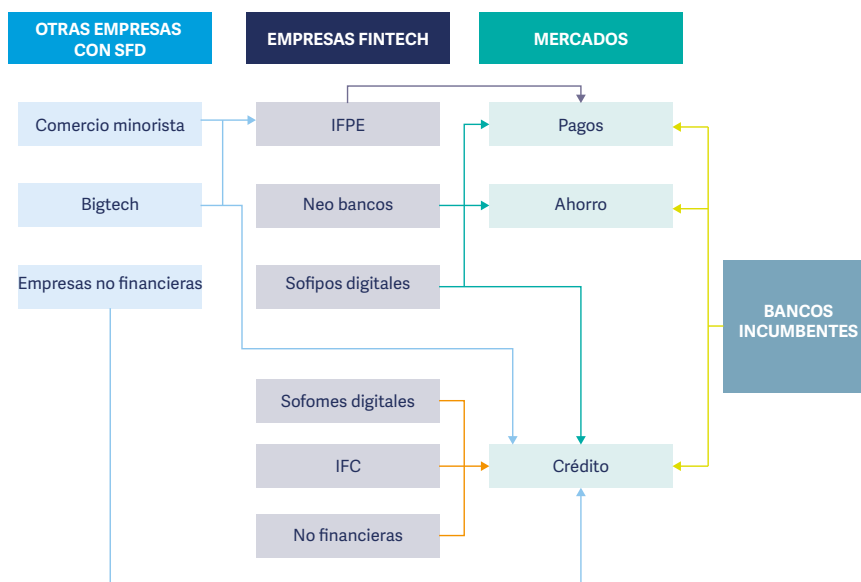 OTRAS EMPRESAS
CON SFD
EMPRESAS FINTECH
MERCADOS
Comercio minorista
IFPE
Pagos
Bigtech
Neo bancos
Ahorro
Empresas no financieras
Sofipos digitales
BANCOS
INCUMBENTES
Sofomes digitales
IFC
Crédito
No financieras